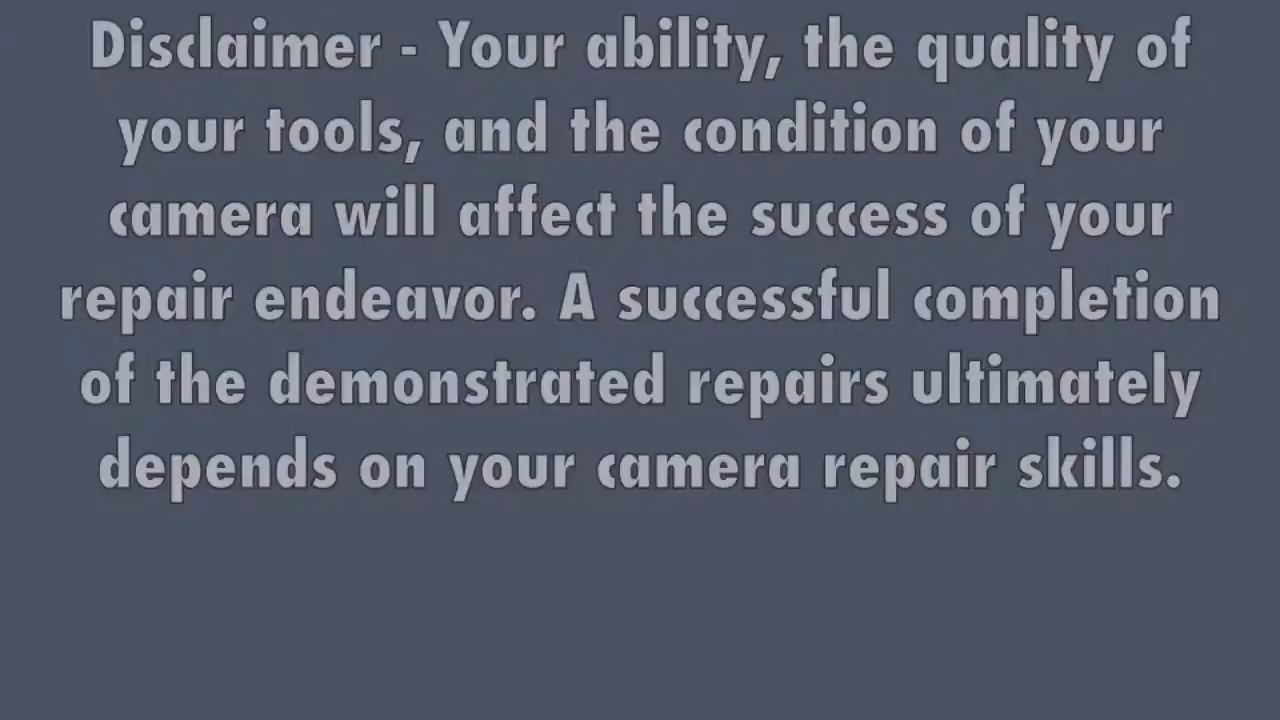 Disclaimer - Your ability, the quality of
your tools, and the condition of your
camera will affect the success of your
repair endeavor. A successful completion
of the demonstrated repairs ultimately
depends on your camera repair skills.